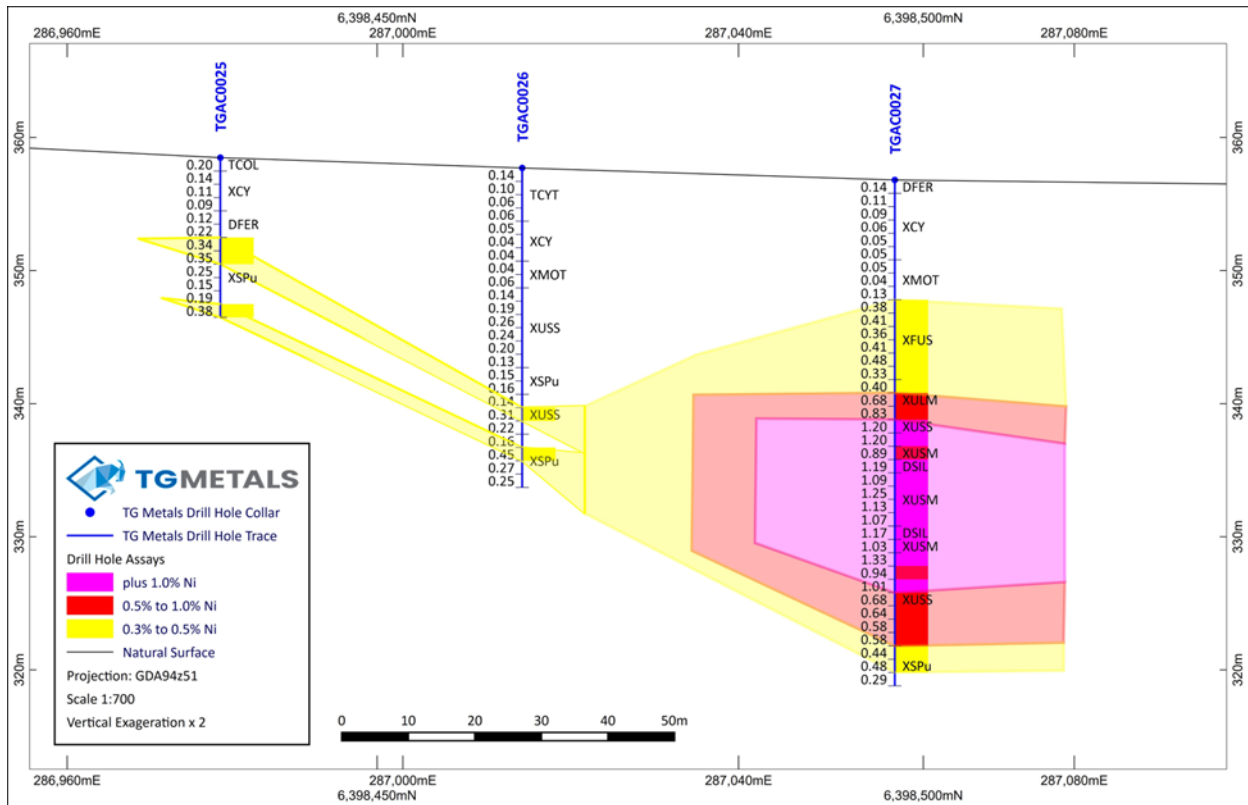 6,398,450mN
6,398,500mN
286,960mE
287,000mE
287,040mE
287,080mE
TGAC0025
TGAC0026
TGAC0027
360m
350m
340m
330m
320m
360m
350m
340m
330m
320m
0.20 TCOL
0.14
0.11 XCY
0.09
0.12
0.22 DFER
0.34
0.35
0.25 XSPu
0.15
0.19
0.38
0.14
0.10
0.06 TCYT
0.06
0.05
0.04 XCY
0.04
0.06 XMOT
0.14
0.19
0.26 XUSS
0.24
0.20
0.13
0.15 XSPu
0.16
0.14
0.31 XUSS
0.22
0.16
0.45 XSPu
0.27
0.25
0.14 DFER
0.11
0.09
0.06 XCY
0.05
0.05
0.05
0.04 XMOT
0.13
0.38
0.41
0.36 XFUS
0.41
0.48
0.33
0.40
0.68 XULM
0.83
1.20 XUSS
1.20
0.89 XUSM
1.19 DSIL
1.09
1.25 XUSM
1.13
1.07
1.17 DSIL
1.03 XUSM
1.33
0.94
1.01
0.68 XUSS
0.64
0.58
0.58
0.44
0.48 XSPu
0.29
TGMETALS
TG Metals Drill Hole Collar
TG Metals Drill Hole Trace
Drill Hole Assays
plus 1.0% Ni
0.5% to 1.0% Ni
0.3% to 0.5% Ni
Natural Surface
Projection: GDA94z51
Scale 1:700
Vertical Exageration x 2
0 10 20 30 40 50m
286,960mE
287,000mE
287,040mE
287,080mE
6,398,450mN
6,398,500mN